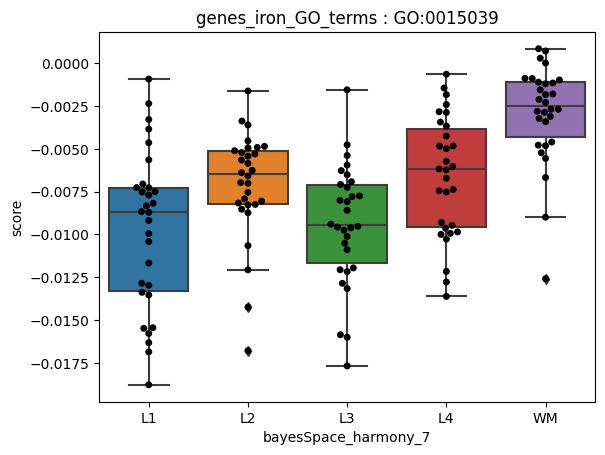 genes_iron_GO_terms : GO:0015039
0.0000
−0.0025
−0.0050
−0.0075
−0.0100
−0.0125
−0.0150
−0.0175
score
L1 L2 L3 L4 WM
bayesSpace_harmony_7